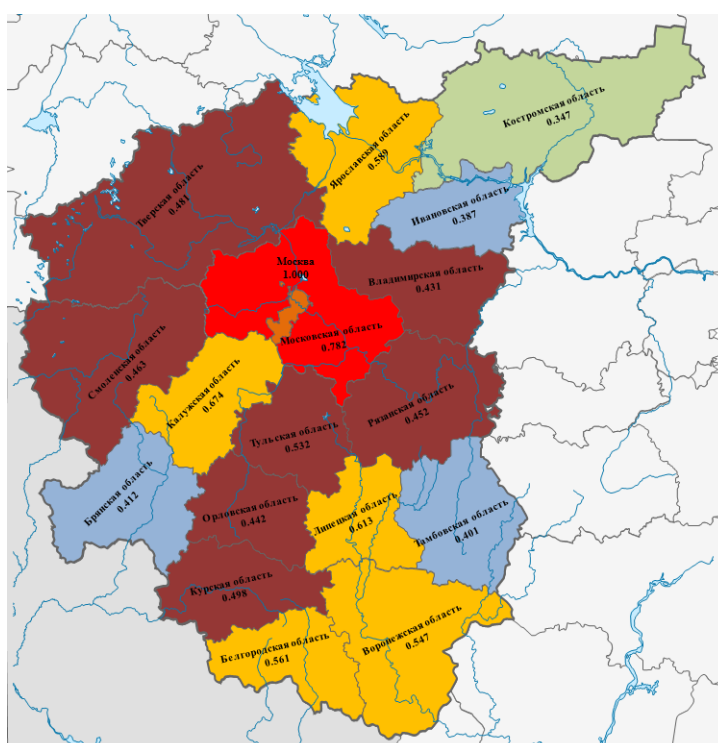 Костромская область
0.347
Ярославская область
0.589
Ивановская область
0.387
Тверская область
0.481
Москва
1.000
Владимирская область
0.431
Московская область
0.782
Смоленская область
0.463
Калужская область
0.674
Рязанская область
0.452
Тульская область
0.532
Брянская область
0.412
Орловская область
0.442
Липецкая область
0.613
Тамбовская область
0.401
Курская область
0.498
Воронежская область
0.547
Белгородская область
0.561